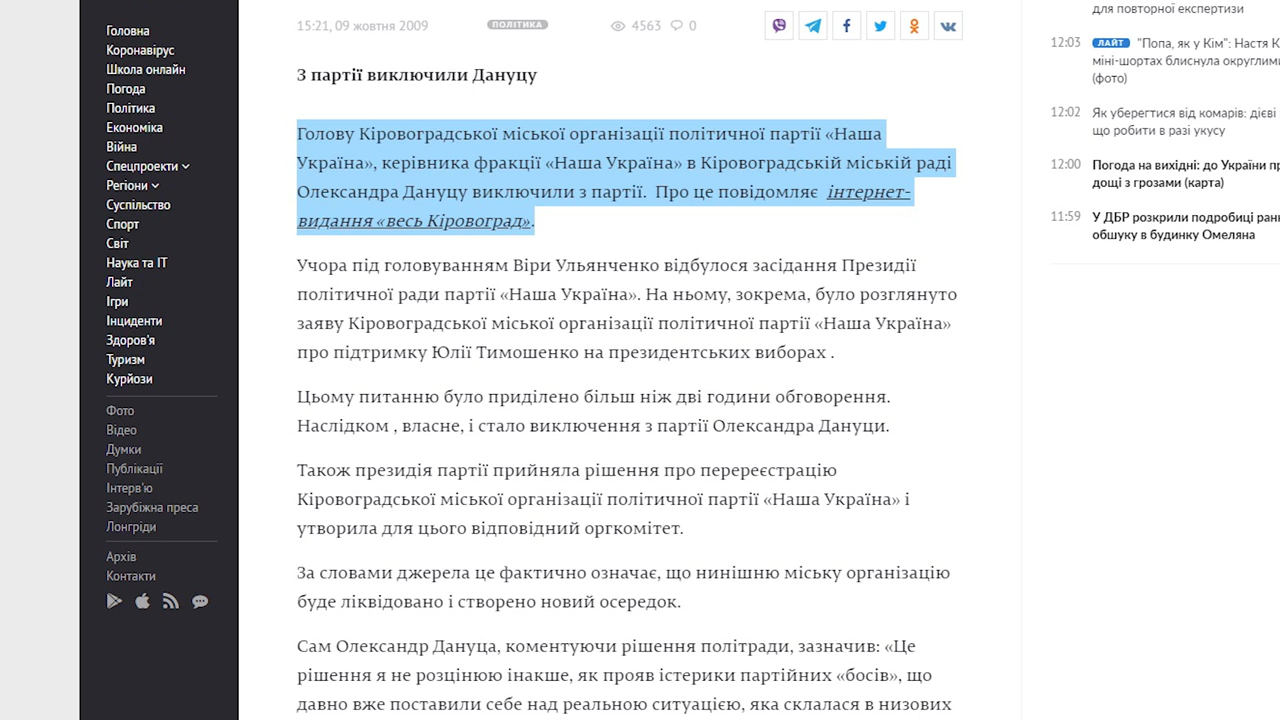 Головна
Коронавірус
Школа онлайн
Погода
Політика
Економіка
Війна
Спецпроекти
Регіони
Суспільство
Спорт
Світ
Наука та ІТ
Лайт
Ігри
Інциденти
Здоров'я
Туризм
Курйози
Фото
Відео
Думки
Публікації
Інтерв'ю
Зарубіжна преса
Лонгріди
Архів
Контакти
15:21, 09 жовтня 2009
ПОЛІТИКА
4563
0
З партії виключили Дануцу
Голову Кіровоградської міської організації політичної партії «Наша
Україна», керівника фракції «Наша Україна» в Кіровоградській міській раді
Олександра Дануцу виключили з партії. Про це повідомляє інтернет-
видання «весь Кіровоград».
Учора під головуванням Віри Ульянченко відбулося засідання Президії
політичної ради партії «Наша Україна». На ньому, зокрема, було розглянуто
заяву Кіровоградської міської організації політичної партії «Наша Україна»
про підтримку Юлії Тимошенко на президентських виборах .
Цьому питанню було приділено більш ніж дві години обговорення.
Наслідком , власне, і стало виключення з партії Олександра Дануци.
Також президія партії прийняла рішення про перереєстрацію
Кіровоградської міської організації політичної партії «Наша Україна» і
утворила для цього відповідний оргкомітет.
За словами джерела це фактично означає, що нинішню міську організацію
буде ліквідовано і створено новий осередок.
Сам Олександр Дануца, коментуючи рішення політради, зазначив: «Це
рішення я не розцінюю інакше, як прояв істерики партійних «босів», що
давно вже поставили себе над реальною ситуацією, яка склалася в низових
для повторної експертизи
12:03 ЛАЙТ "Попа, як у Кім": Настя К
міні-шортах блиснула округлими
(фото)
12:02 Як уберегтися від комарів: дієві
що робити в разі укусу
12:00 Погода на вихідні: до України пр
дощі з грозами (карта)
11:59 У ДБР розкрили подробиці ран
обшуку в будинку Омеляна